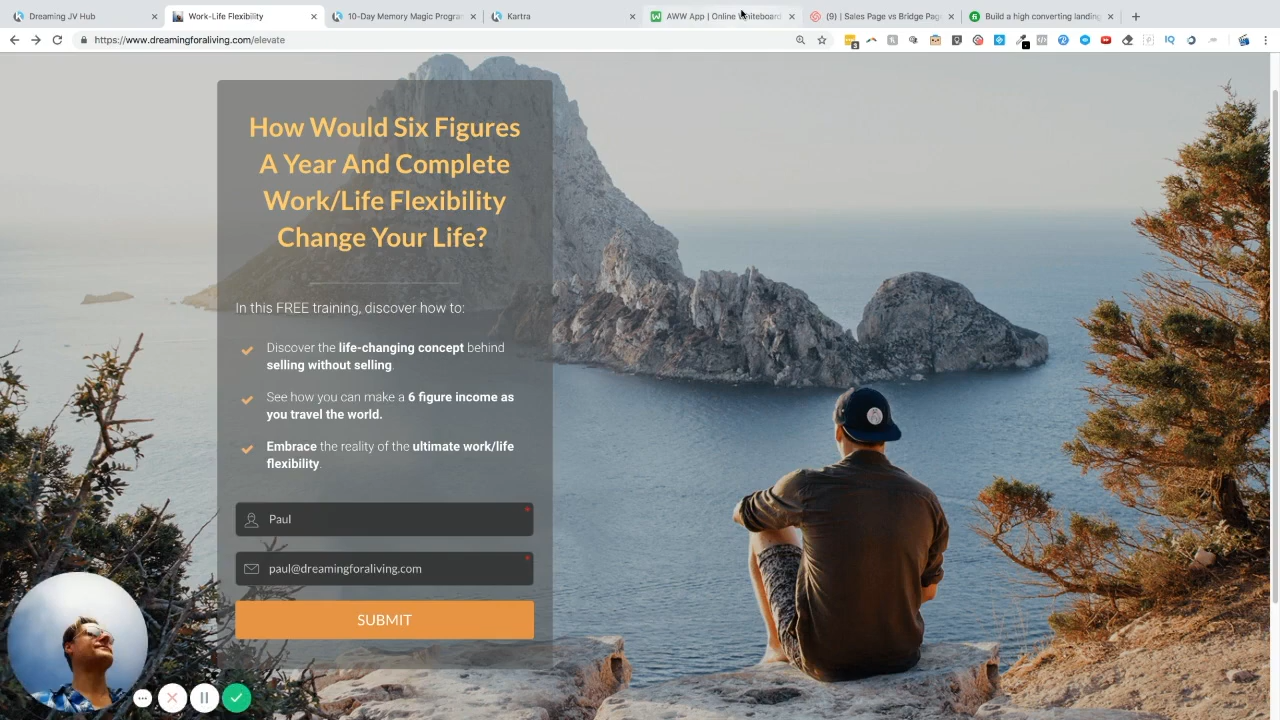 Dreaming JV Hub
Work-Life Flexibility
10-Day Memory Magic Progra
Kartra
AWW App | Online Whiteboard
(9) | Sales Page vs Bridge Pag
Build a high converting landing
https://www.dreamingforaliving.com/elevate
3
IQ
How Would Six Figures
A Year And Complete
Work/Life Flexibility
Change Your Life?
In this FREE training, discover how to:
Discover the life-changing concept behind
selling without selling.
See how you can make a 6 figure income as
you travel the world.
Embrace the reality of the ultimate work/life
flexibility.
Paul
*
paul@dreamingforaliving.com
*
SUBMIT